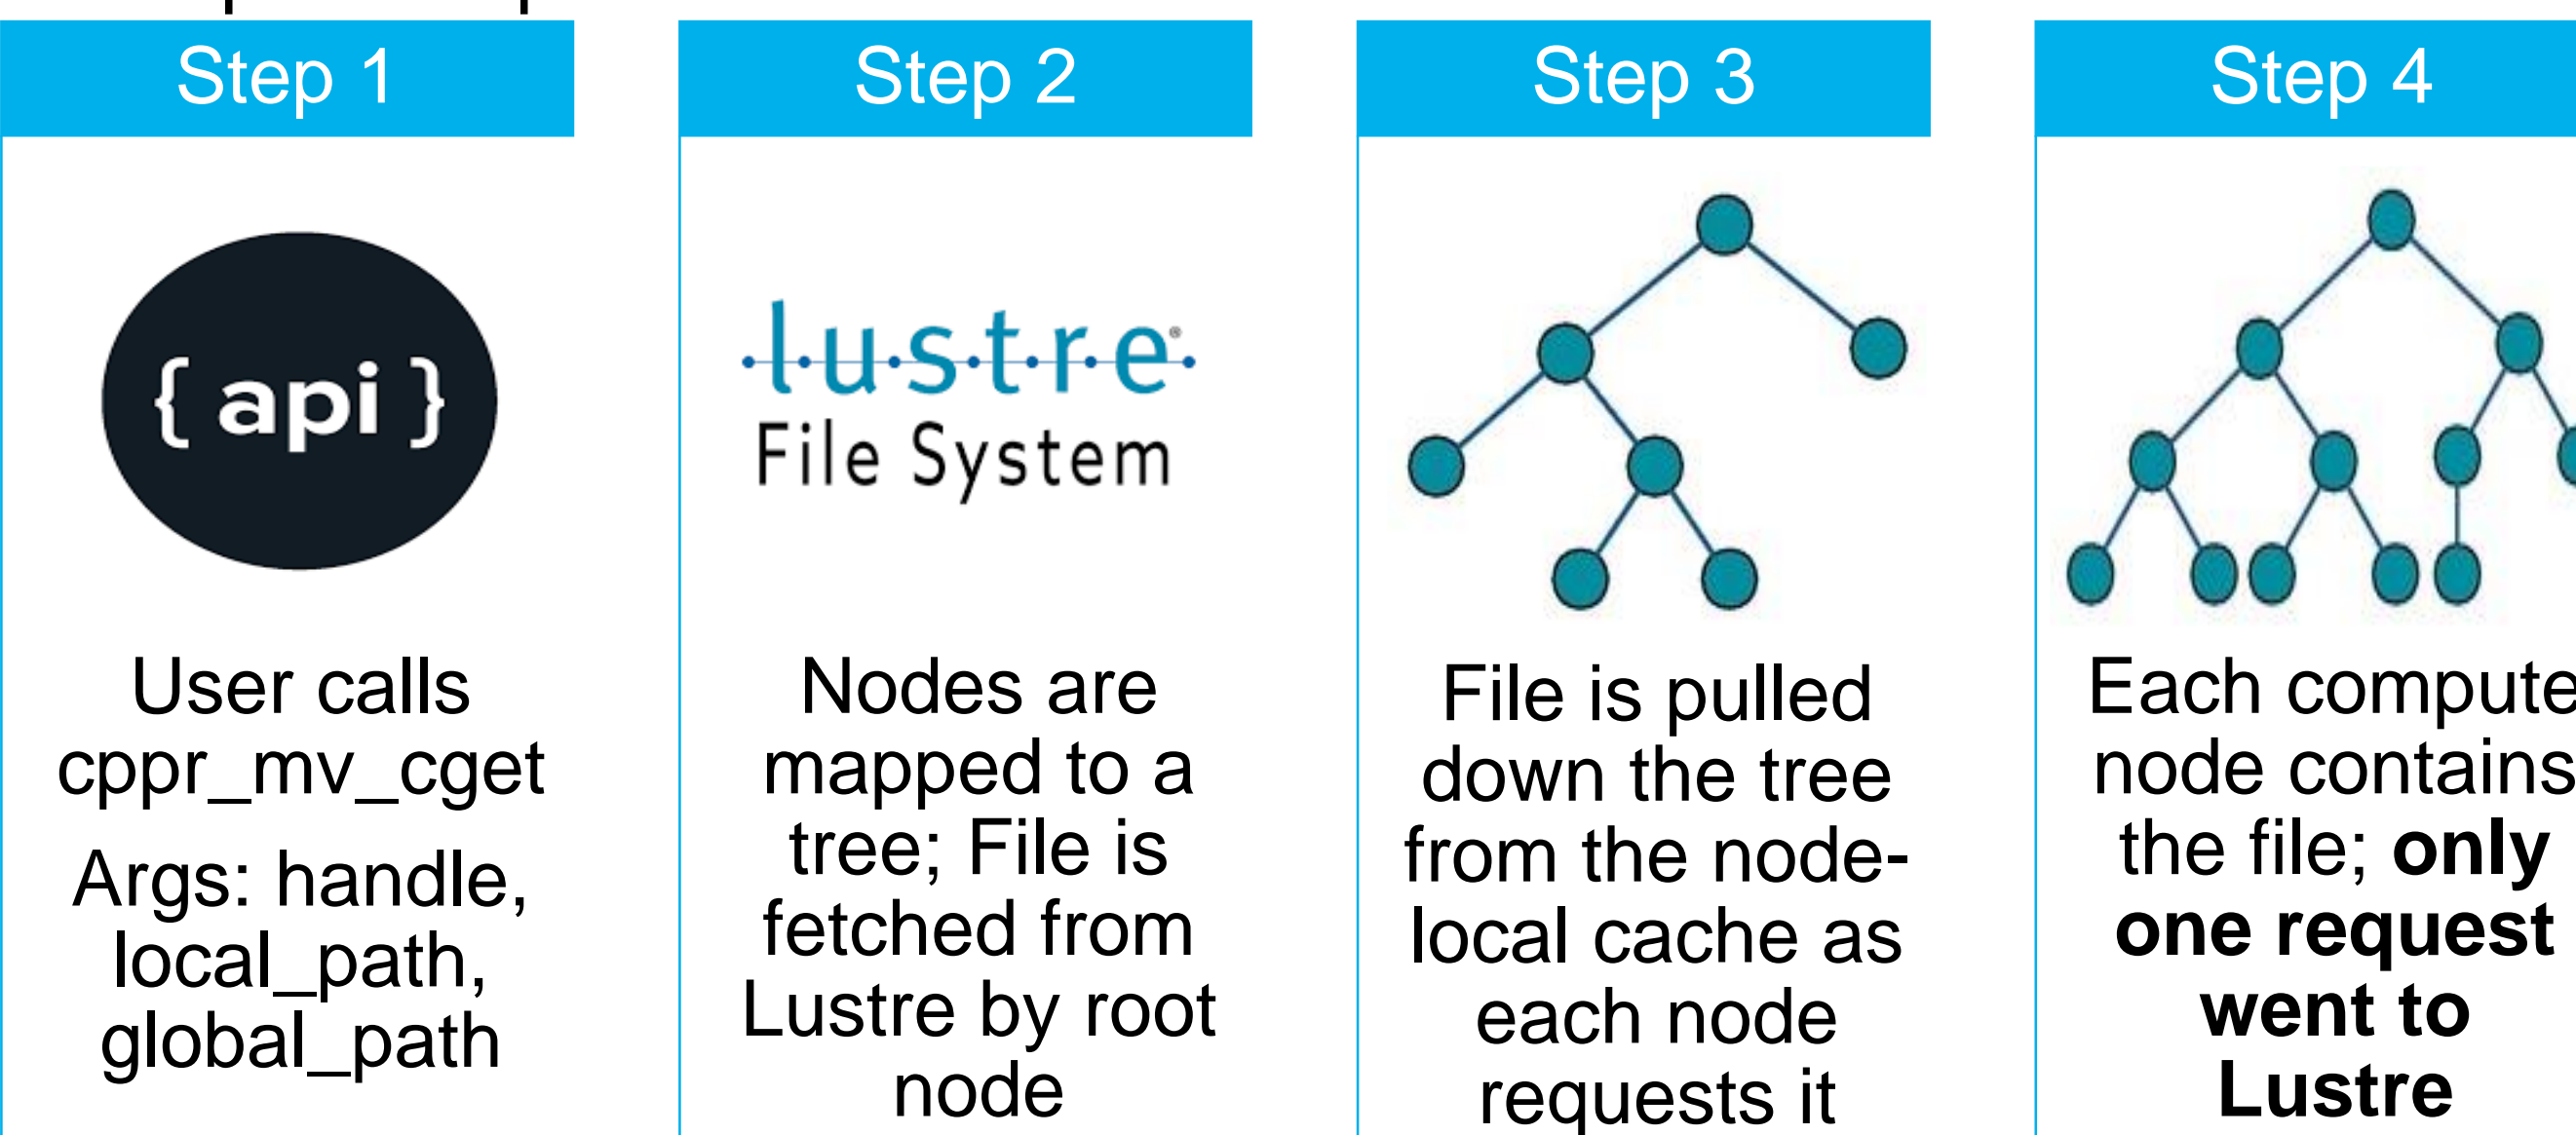 Step 1
{ api }
User calls
cppr_mv_cget
Args: handle,
local_path,
global_path
Step 2
lustre®
File System
Nodes are
mapped to a
tree; File is
fetched from
Lustre by root
node
Step 3
File is pulled
down the tree
from the node-
local cache as
each node
requests it
Step 4
Each compute
node contains
the file; only
one request
went to
Lustre